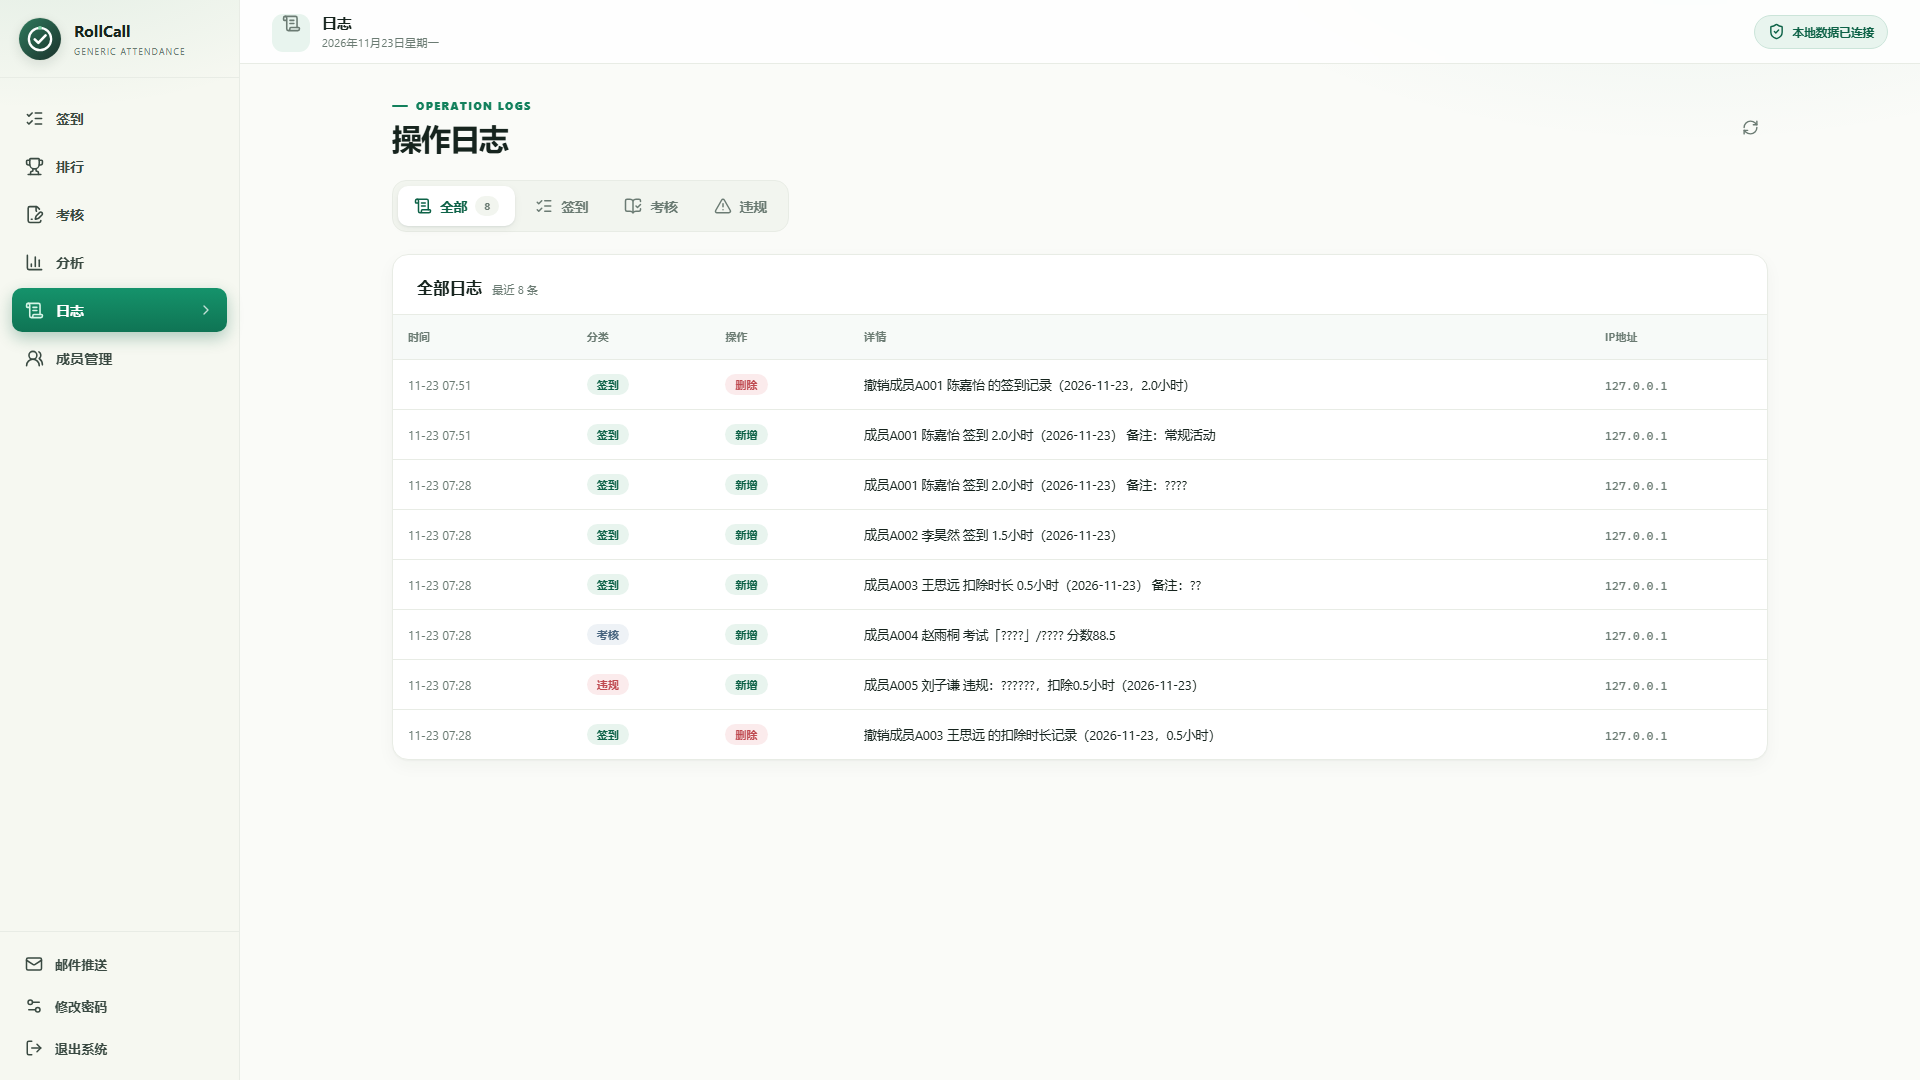 RollCall
GENERIC ATTENDANCE
签到
排行
考核
分析
日志
成员管理
邮件推送
修改密码
退出系统
日志
2026年11月23日星期一
本地数据已连接
OPERATION LOGS
操作日志
全部 8 签到 考核 违规
全部日志 最近 8 条
时间 分类 操作 详情 IP地址
11-23 07:51 签到 删除 撤销成员A001 陈嘉怡 的签到记录（2026-11-23，2.0小时） 127.0.0.1
11-23 07:51 签到 新增 成员A001 陈嘉怡 签到 2.0小时（2026-11-23） 备注：常规活动 127.0.0.1
11-23 07:28 签到 新增 成员A001 陈嘉怡 签到 2.0小时（2026-11-23） 备注：???? 127.0.0.1
11-23 07:28 签到 新增 成员A002 李昊然 签到 1.5小时（2026-11-23） 127.0.0.1
11-23 07:28 签到 新增 成员A003 王思远 扣除时长 0.5小时（2026-11-23） 备注：?? 127.0.0.1
11-23 07:28 考核 新增 成员A004 赵雨桐 考试「????」/???? 分数88.5 127.0.0.1
11-23 07:28 违规 新增 成员A005 刘子谦 违规：??????，扣除0.5小时（2026-11-23） 127.0.0.1
11-23 07:28 签到 删除 撤销成员A003 王思远 的扣除时长记录（2026-11-23，0.5小时） 127.0.0.1